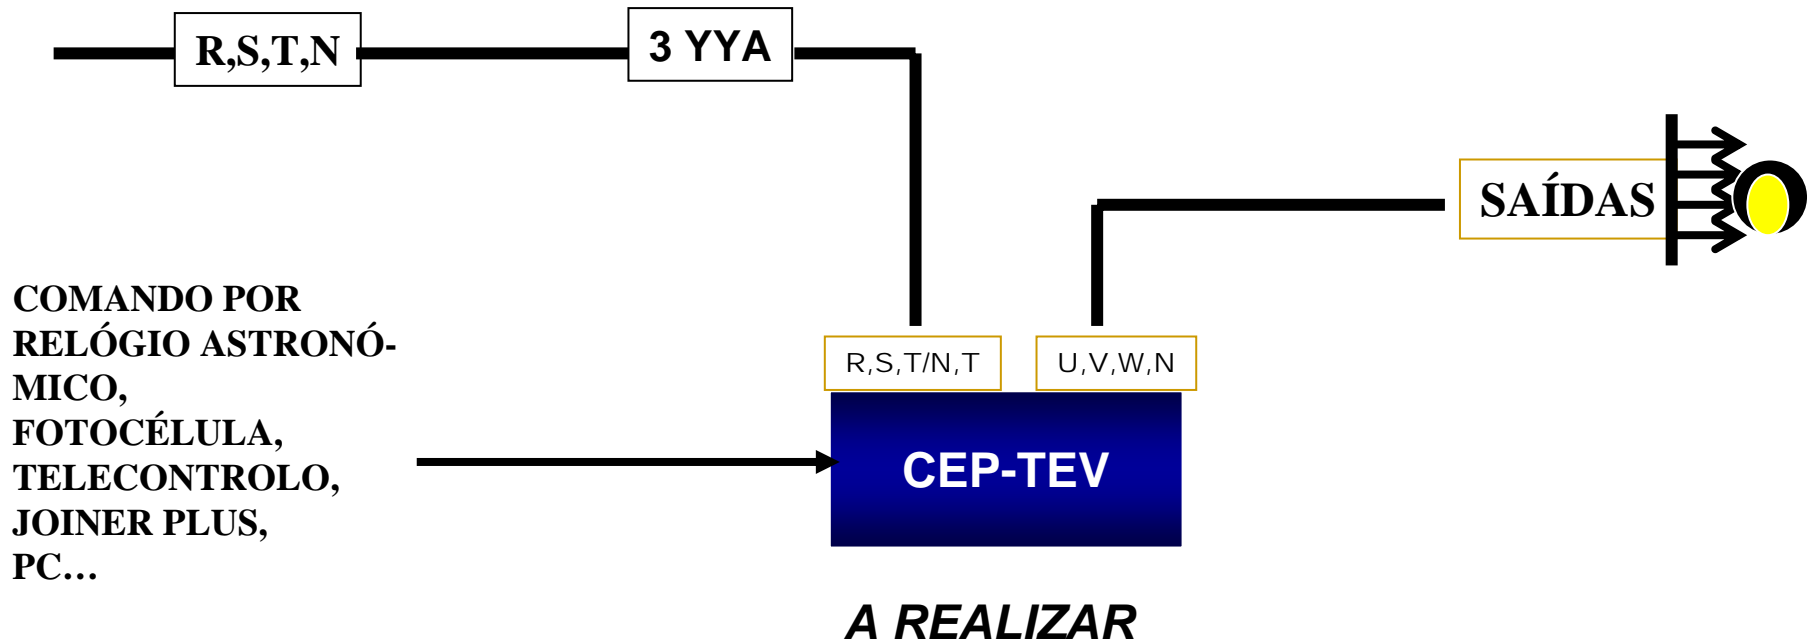 R,S,T,N
3 YYA
SAÍDAS
COMANDO POR
RELÓGIO ASTRONÓ-
MICO,
FOTOCÉLULA,
TELECONTROLO,
JOINER PLUS,
PC…
R,S,T/N,T
U,V,W,N
CEP-TEV
A REALIZAR